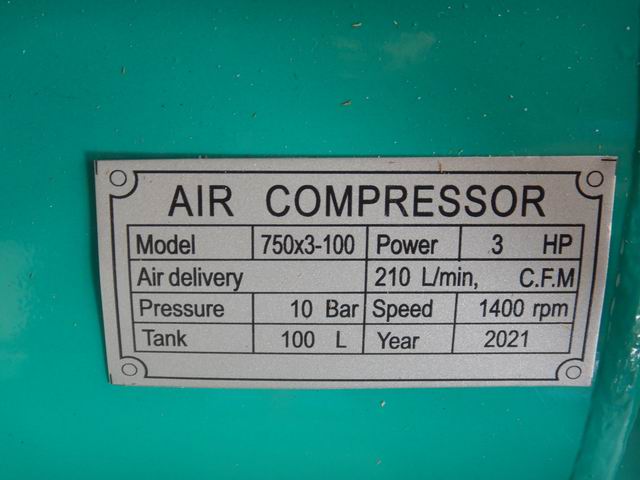 AIR COMPRESSOR
Model 750x3-100 Power 3 HP
Air delivery 210 L/min, C.F.M
Pressure 10 Bar Speed 1400 rpm
Tank 100 L Year 2021